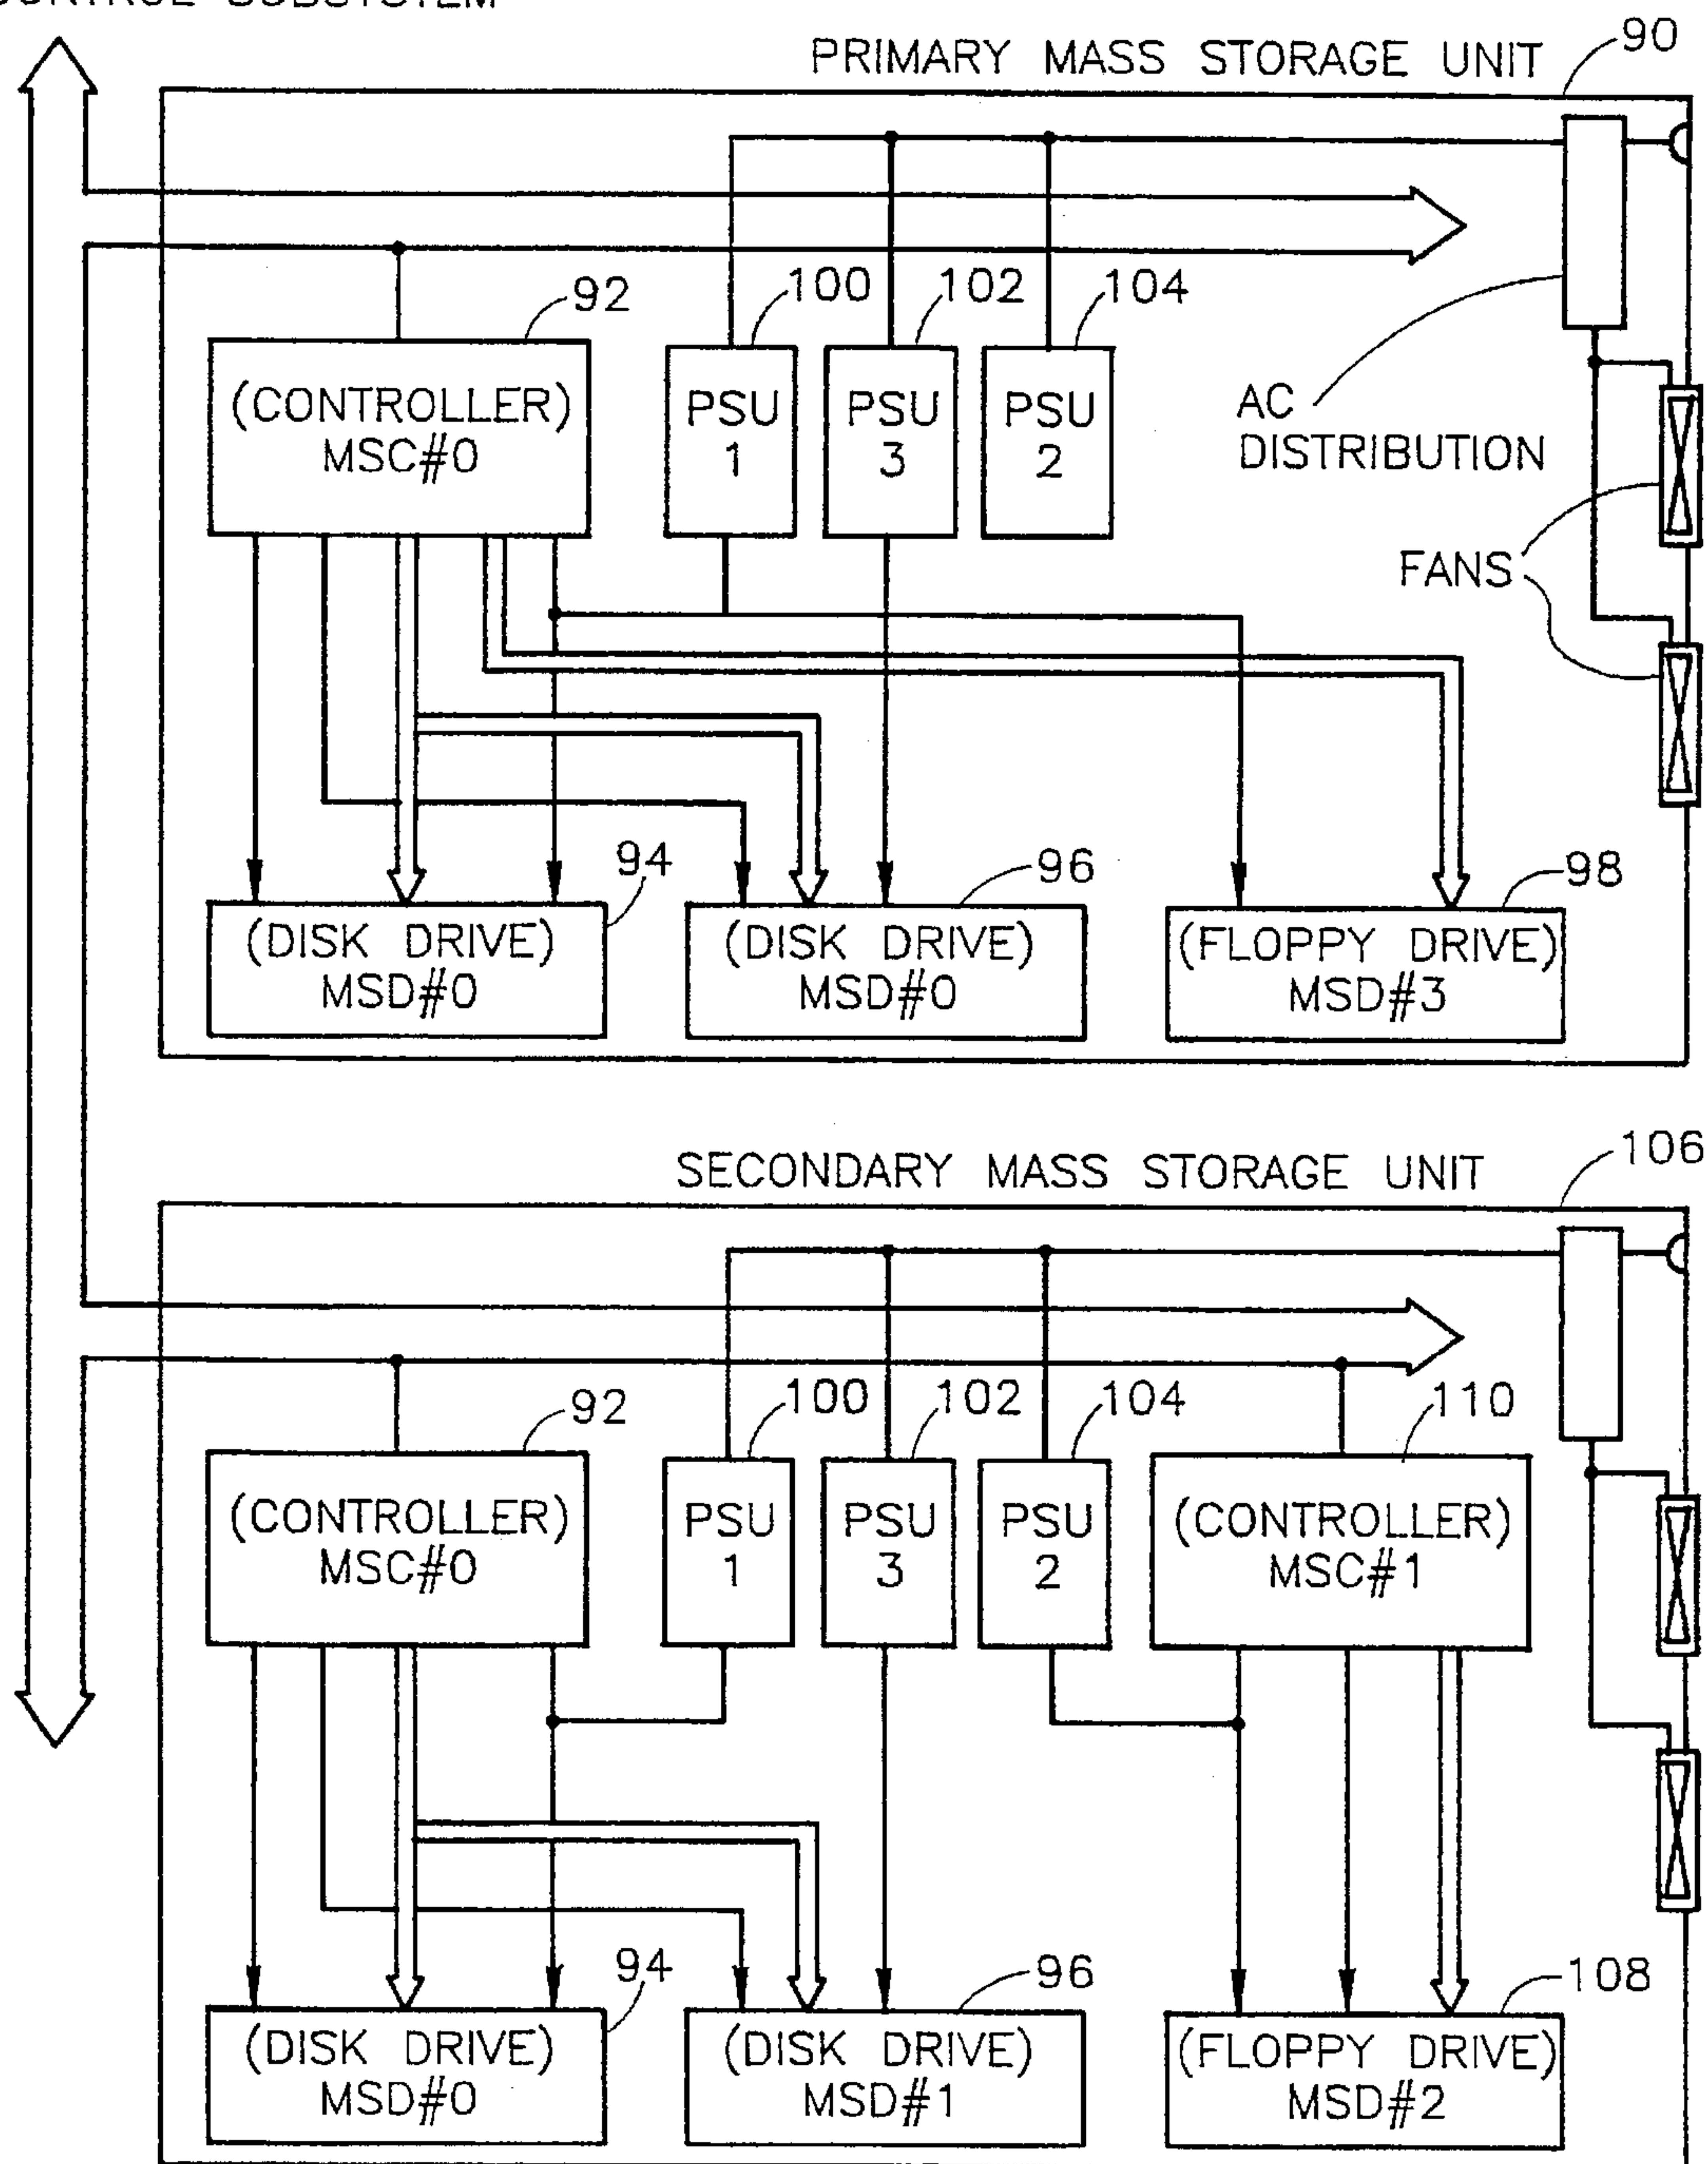 CONTROL SUBSYSTEM
PRIMARY MASS STORAGE UNIT
90
92
100
102
104
(CONTROLLER)
MSC#0
PSU
1
PSU
3
PSU
2
AC
DISTRIBUTION
FANS
94
96
98
(DISK DRIVE)
MSD#0
(DISK DRIVE)
MSD#0
(FLOPPY DRIVE)
MSD#3
SECONDARY MASS STORAGE UNIT
106
92
100
102
104
110
(CONTROLLER)
MSC#0
PSU
1
PSU
3
PSU
2
(CONTROLLER)
MSC#1
94
96
108
(DISK DRIVE)
MSD#0
(DISK DRIVE)
MSD#1
(FLOPPY DRIVE)
MSD#2